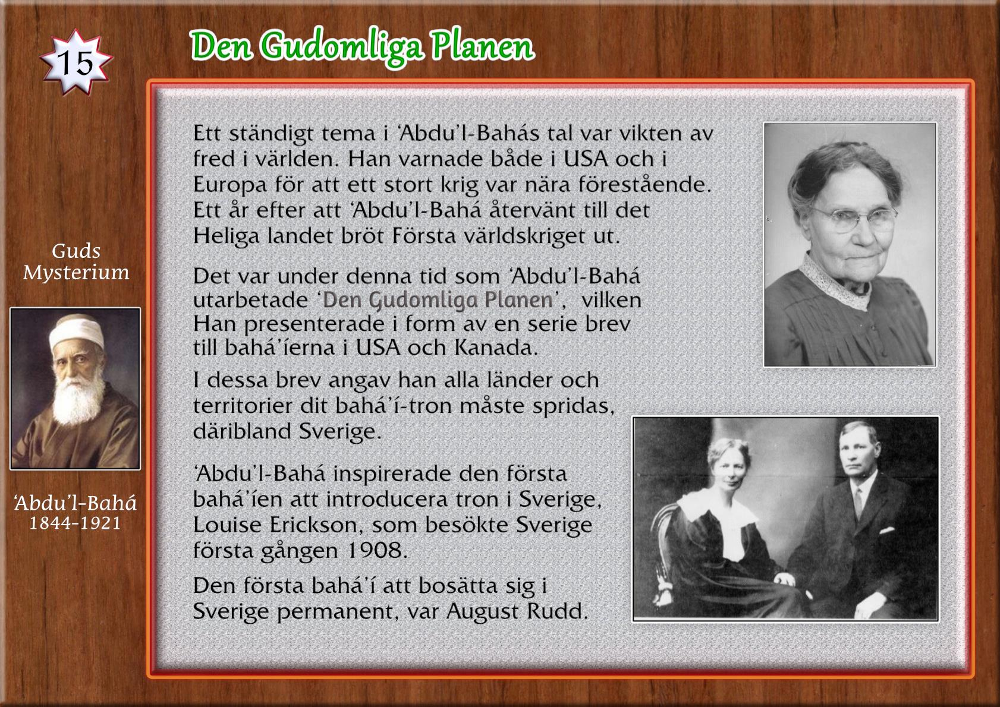 15
Den Gudomliga Planen
Ett ständigt tema i ‘Abdu’l-Bahás tal var vikten av
fred i världen. Han varnade både i USA och i
Europa för att ett stort krig var nära förestående.
Ett år efter att ‘Abdu’l-Bahá återvänt till det
Heliga landet bröt Första världskriget ut.
Det var under denna tid som ‘Abdu’l-Bahá
utarbetade ‘Den Gudomliga Planen’, vilken
Han presenterade i form av en serie brev
till bahá’íerna i USA och Kanada.
I dessa brev angav han alla länder och
territorier dit bahá’í-tron måste spridas,
däribland Sverige.
‘Abdu’l-Bahá inspirerade den första
bahá’íen att introducera tron i Sverige,
Louise Erickson, som besökte Sverige
första gången 1908.
Den första bahá’í att bosätta sig i
Sverige permanent, var August Rudd.
Guds
Mysterium
‘Abdu’l-Bahá
1844-1921